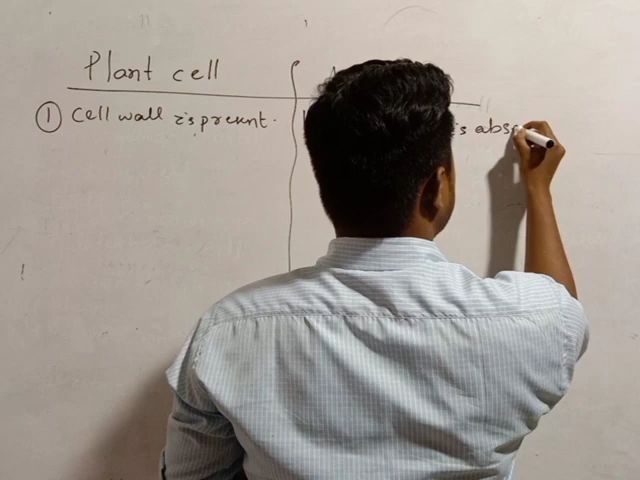 Plant cell
① Cell wall is present.
is abs